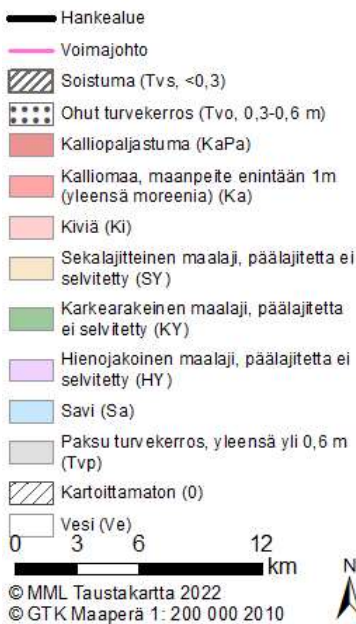 Hankealue
Voimajohto
Soistuma (Tvs, <0,3)
Ohut turvekerros (Tvo, 0,3-0,6 m)
Kalliopaljastuma (KaPa)
Kalliomaa, maanpeite enintään 1m
(yleensä moreenia) (Ka)
Kiviä (Ki)
Sekalajitteinen maalaji, päälajitetta ei
selvitetty (SY)
Karkearakeinen maalaji, päälajitetta
ei selvitetty (KY)
Hienojakoinen maalaji, päälajitetta ei
selvitetty (HY)
Savi (Sa)
Paksu turvekerros, yleensä yli 0,6 m
(Tvp)
Kartoittamaton (0)
Vesi (Ve)
0 3 6 12
km
N
© MML Taustakartta 2022
© GTK Maaperä 1: 200 000 2010